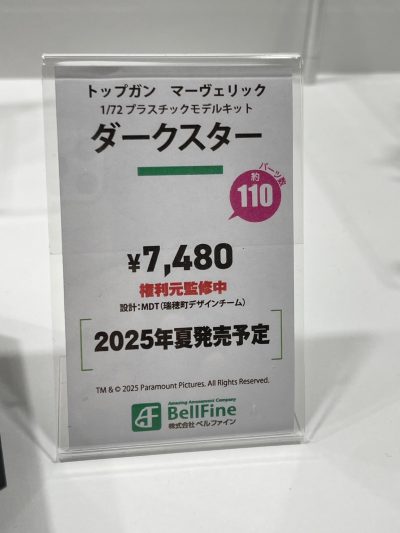 トップガン　マーヴェリック
1/72 プラスチックモデルキット
ダークスター
パーツ数
約
110
¥7,480
権利元監修中
設計：MDT（瑞穂町デザインチーム）
2025年夏発売予定
TM & © 2025 Paramount Pictures. All Rights Reserved.
Amusing Amusement Company
BellFine
株式会社 ベルファイン